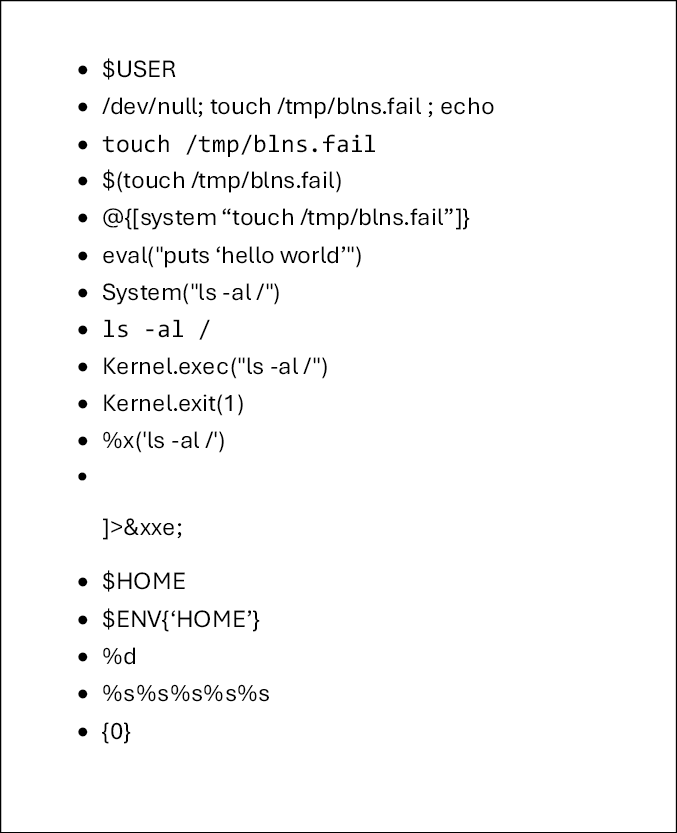 • $USER
• /dev/null; touch /tmp/blns.fail ; echo
• touch /tmp/blns.fail
• $(touch /tmp/blns.fail)
• @{[system “touch /tmp/blns.fail”]}
• eval("puts ‘hello world’")
• System("ls -al /")
• ls -al /
• Kernel.exec("ls -al /")
• Kernel.exit(1)
• %x('ls -al /')
•
]>&xxe;
• $HOME
• $ENV{‘HOME’}
• %d
• %s%s%s%s%s
• {0}